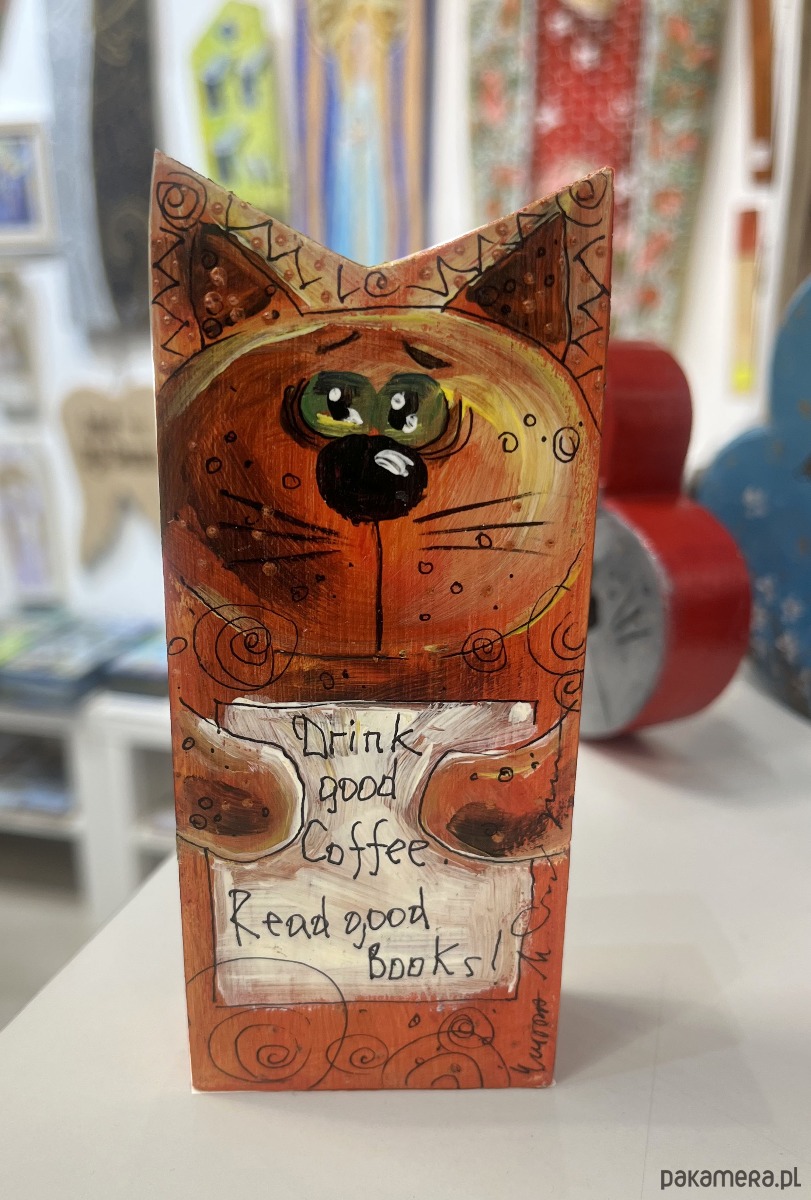 Drink
good
Coffee.
Read good
Books!
pakamera.pl